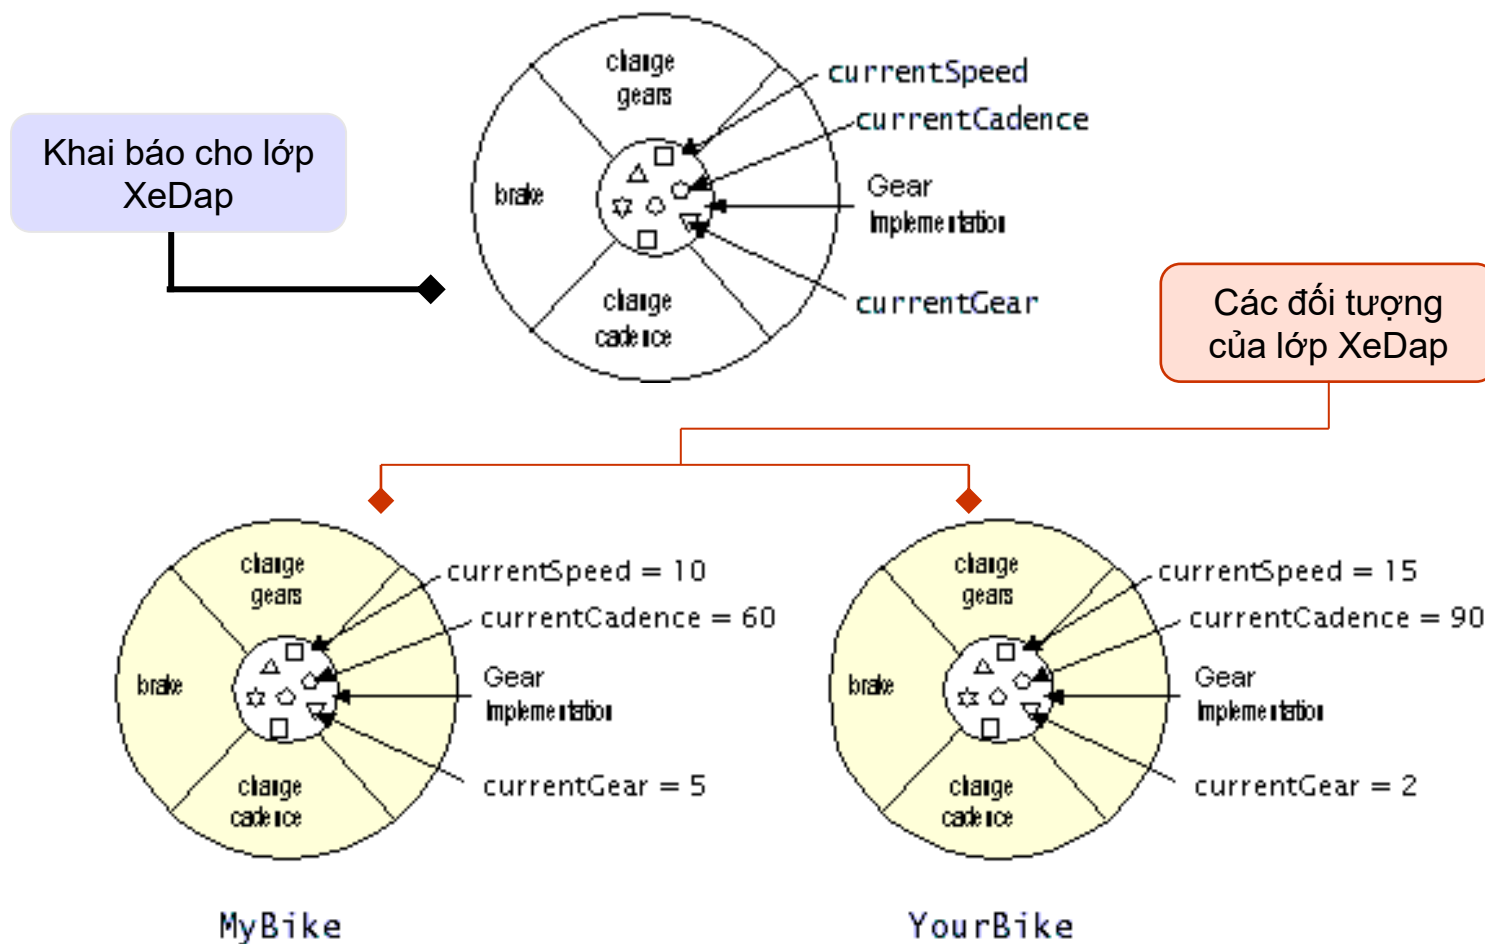 change
gears
currentSpeed
currentCadence
Khai báo cho lớp
XeDap
brake
Gear
Implementation
change
cadence
currentGear
Các đối tượng
của lớp XeDap
change
gears
currentSpeed = 10
currentCadence = 60
brake
Gear
Implementation
change
cadence
currentGear = 5
MyBike
change
gears
currentSpeed = 15
currentCadence = 90
brake
Gear
Implementation
change
cadence
currentGear = 2
YourBike